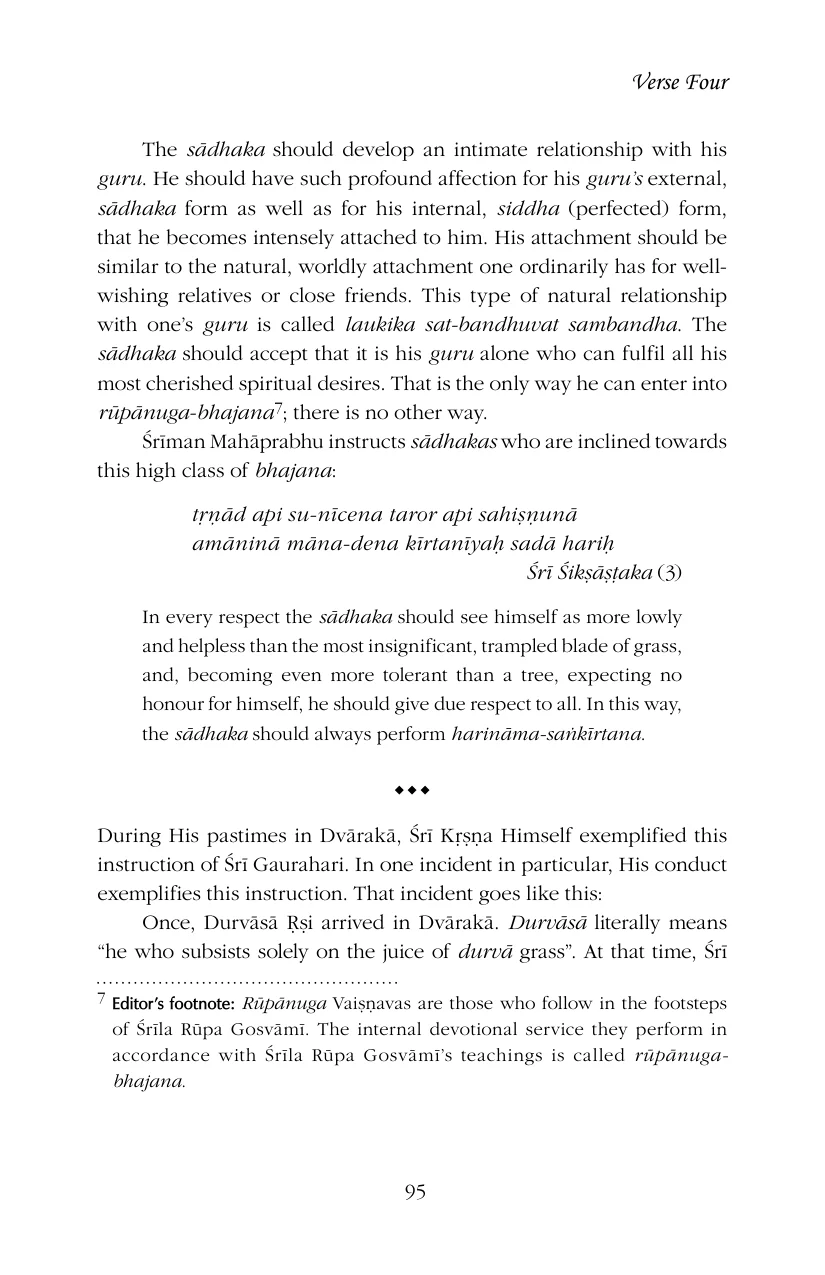 Verse Four
The sādhaka should develop an intimate relationship with his
guru. He should have such profound affection for his guru’s external,
sādhaka form as well as for his internal, siddha (perfected) form,
that he becomes intensely attached to him. His attachment should be
similar to the natural, worldly attachment one ordinarily has for well-
wishing relatives or close friends. This type of natural relationship
with one’s guru is called laukika sat-bandhuvat sambandha. The
sādhaka should accept that it is his guru alone who can fulfil all his
most cherished spiritual desires. That is the only way he can enter into
rūpānuga-bhajana7; there is no other way.
Śrīman Mahāprabhu instructs sādhakas who are inclined towards
this high class of bhajana:
tṛṇād api su-nīcena taror api sahiṣṇunā
amāninā māna-dena kīrtanīyaḥ sadā hariḥ
Śrī Śikṣāṣṭaka (3)
In every respect the sādhaka should see himself as more lowly
and helpless than the most insignificant, trampled blade of grass,
and, becoming even more tolerant than a tree, expecting no
honour for himself, he should give due respect to all. In this way,
the sādhaka should always perform harināma-saṅkīrtana.
During His pastimes in Dvārakā, Śrī Kṛṣṇa Himself exemplified this
instruction of Śrī Gaurahari. In one incident in particular, His conduct
exemplifies this instruction. That incident goes like this:
Once, Durvāsā Ṛṣi arrived in Dvārakā. Durvāsā literally means
“he who subsists solely on the juice of durvā grass”. At that time, Śrī
7 Editor’s footnote: Rūpānuga Vaiṣṇavas are those who follow in the footsteps
of Śrīla Rūpa Gosvāmī. The internal devotional service they perform in
accordance with Śrīla Rūpa Gosvāmī’s teachings is called rūpānuga-
bhajana.
95